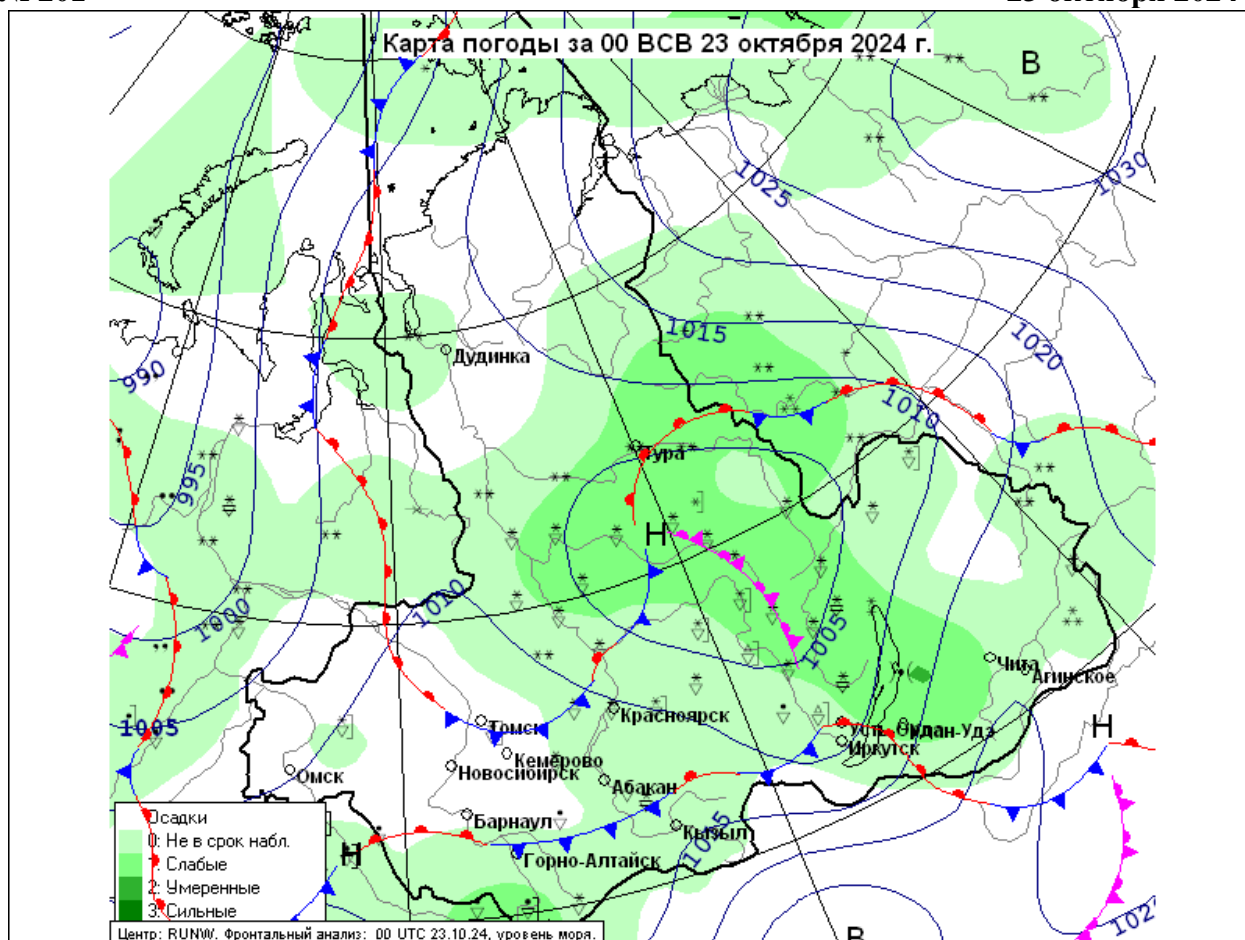 Карта погоды за 00 ВСВ 23 октября 2024 г.
В
1030
1025
1020
1015
Дудинка
990
1010
Тура
995
Н
1010
1000
1005
Чита
Агинское
1005
Красноярск
Томск
Улан-Удэ
Иркутск
Н
Кемерово
Новосибирск
Омск
Абакан
Барнаул
Кызыл
Н
Горно-Алтайск
1025
В
Осадки
0: Не в срок набл.
1: Слабые
2: Умеренные
3: Сильные
Центр: RUNW. Фронтальный анализ: 00 UTC 23.10.24, уровень моря.